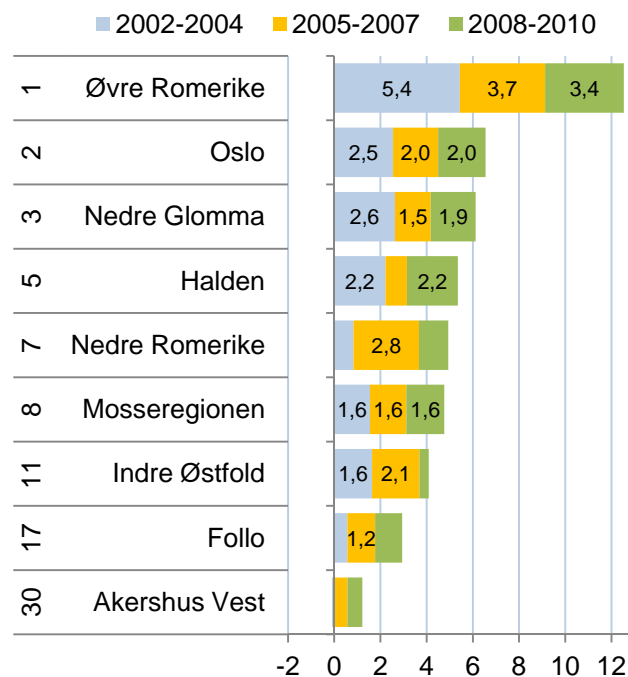 2002-2004 2005-2007 2008-2010
1 Øvre Romerike 5,4 3,7 3,4
2 Oslo 2,5 2,0 2,0
3 Nedre Glomma 2,6 1,5 1,9
5 Halden 2,2 2,2
7 Nedre Romerike 2,8
8 Mosseregionen 1,6 1,6 1,6
11 Indre Østfold 1,6 2,1
17 Follo 1,2
30 Akershus Vest
-2 0 2 4 6 8 10 12